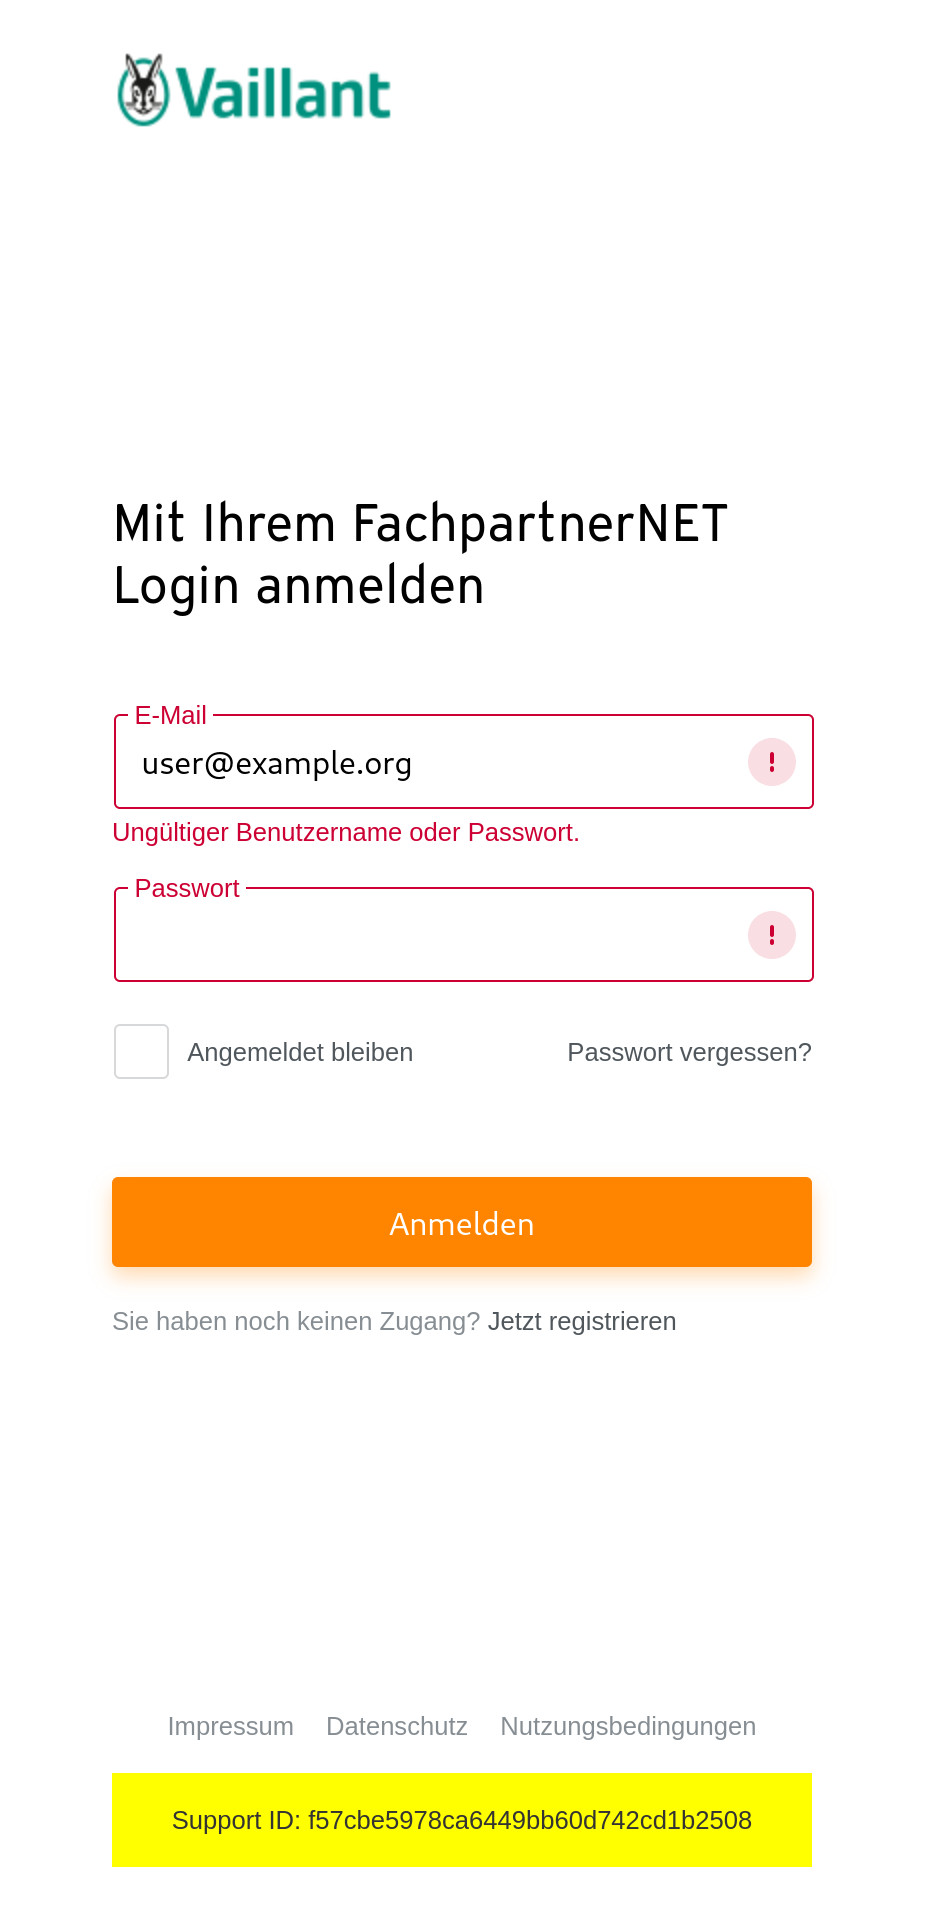 Vaillant
Mit Ihrem FachpartnerNET
Login anmelden
E-Mail
user@example.org
Ungültiger Benutzername oder Passwort.
Passwort
Angemeldet bleiben
Passwort vergessen?
Anmelden
Sie haben noch keinen Zugang? Jetzt registrieren
Impressum Datenschutz Nutzungsbedingungen
Support ID: f57cbe5978ca6449bb60d742cd1b2508